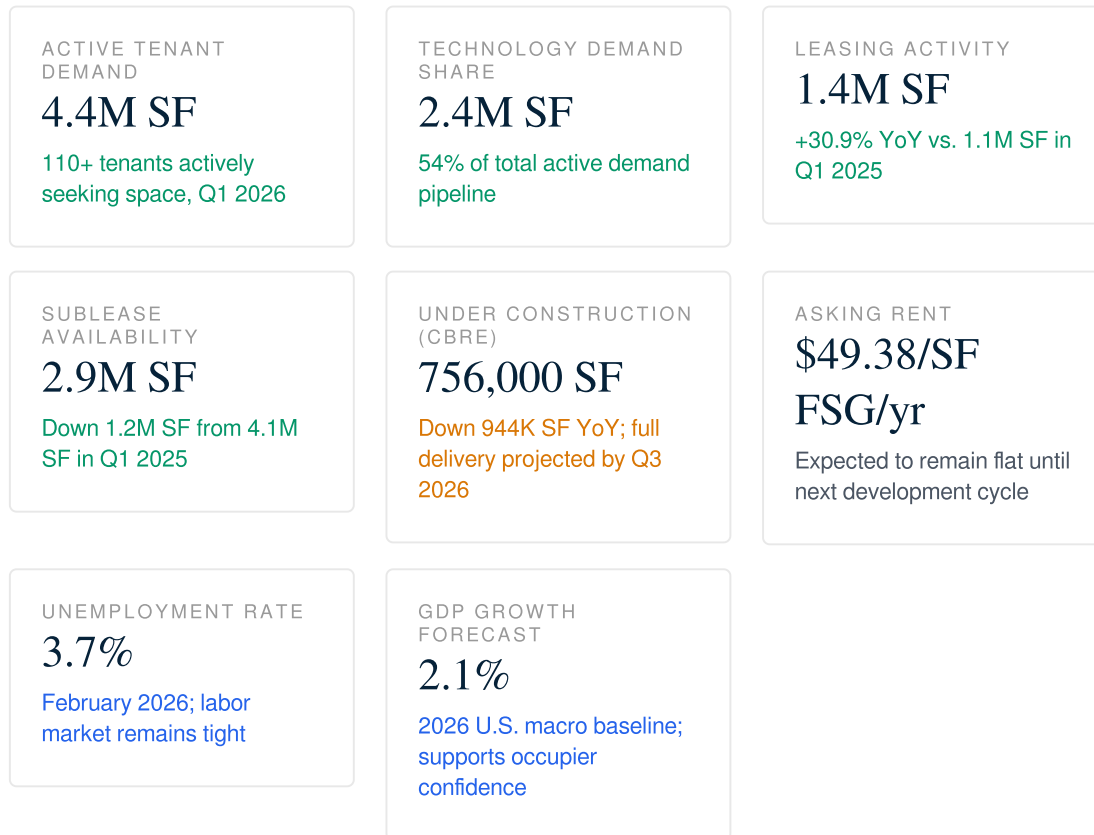 ACTIVE TENANT
DEMAND
4.4M SF
110+ tenants actively
seeking space, Q1 2026
TECHNOLOGY DEMAND
SHARE
2.4M SF
54% of total active demand
pipeline
LEASING ACTIVITY
1.4M SF
+30.9% YoY vs. 1.1M SF in
Q1 2025
SUBLEASE
AVAILABILITY
2.9M SF
Down 1.2M SF from 4.1M
SF in Q1 2025
UNDER CONSTRUCTION
(CBRE)
756,000 SF
Down 944K SF YoY; full
delivery projected by Q3
2026
ASKING RENT
$49.38/SF
FSG/yr
Expected to remain flat until
next development cycle
UNEMPLOYMENT RATE
3.7%
February 2026; labor
market remains tight
GDP GROWTH
FORECAST
2.1%
2026 U.S. macro baseline;
supports occupier
confidence